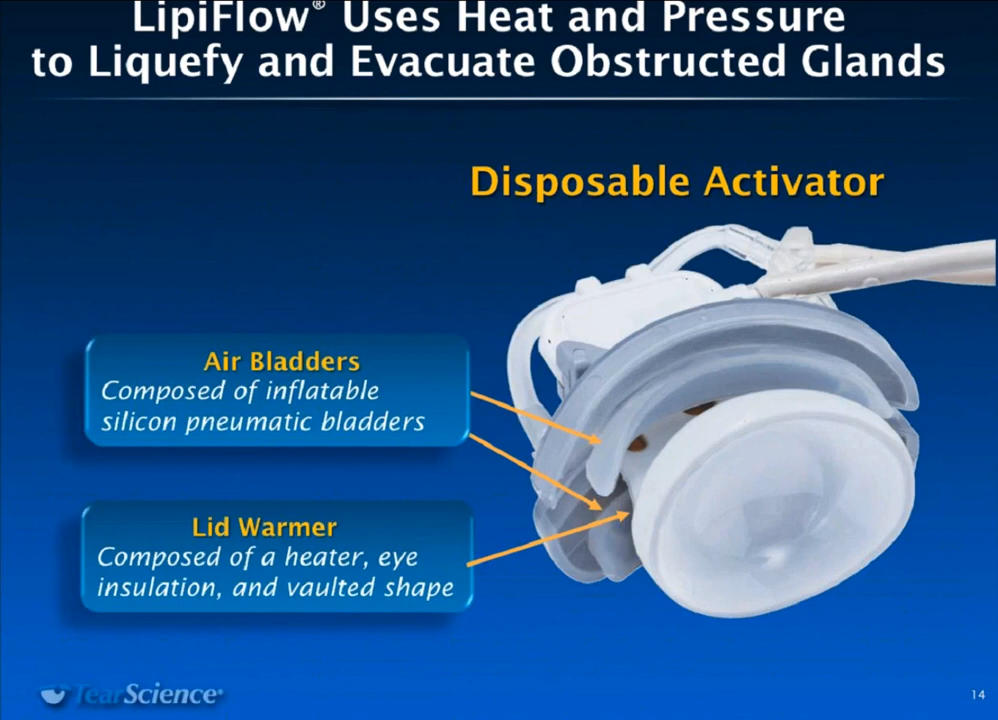 LipiFlow® Uses Heat and Pressure
to Liquefy and Evacuate Obstructed Glands
Disposable Activator
Air Bladders
Composed of inflatable
silicon pneumatic bladders
Lid Warmer
Composed of a heater, eye
insulation, and vaulted shape
TearScience
14